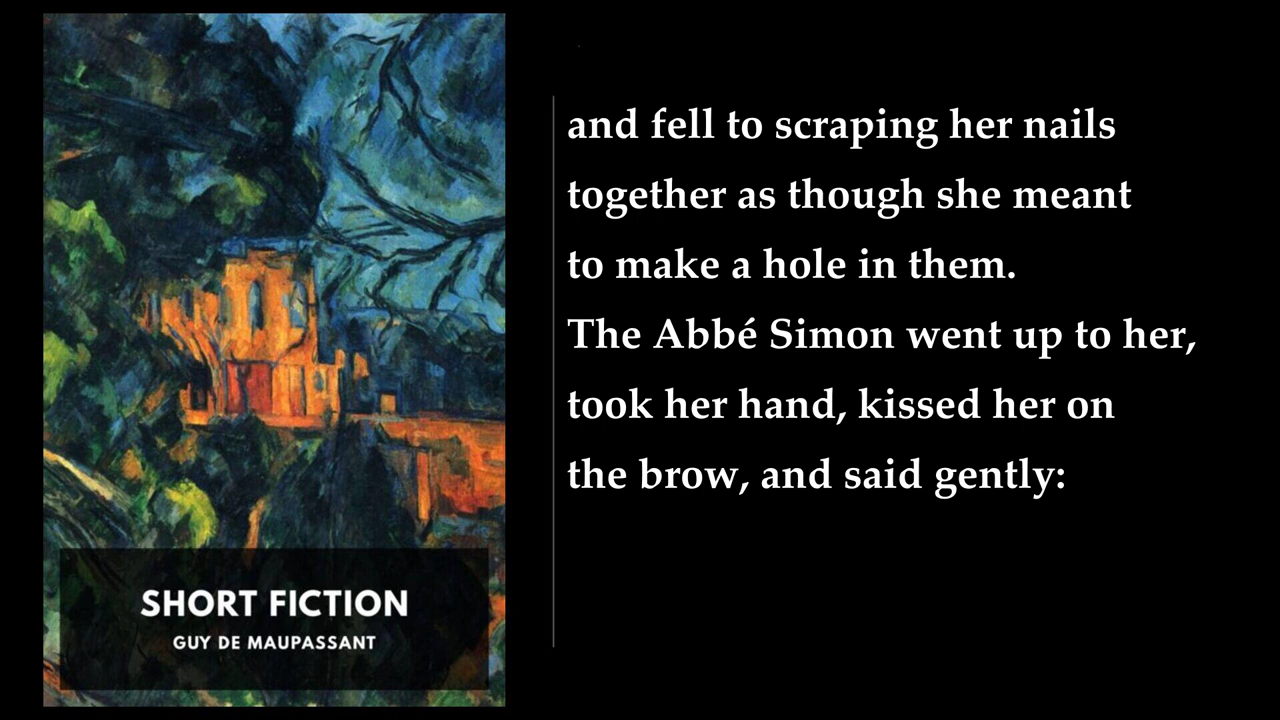 and fell to scraping her nails
together as though she meant
to make a hole in them.
The Abbé Simon went up to her,
took her hand, kissed her on
the brow, and said gently:
SHORT FICTION
GUY DE MAUPASSANT